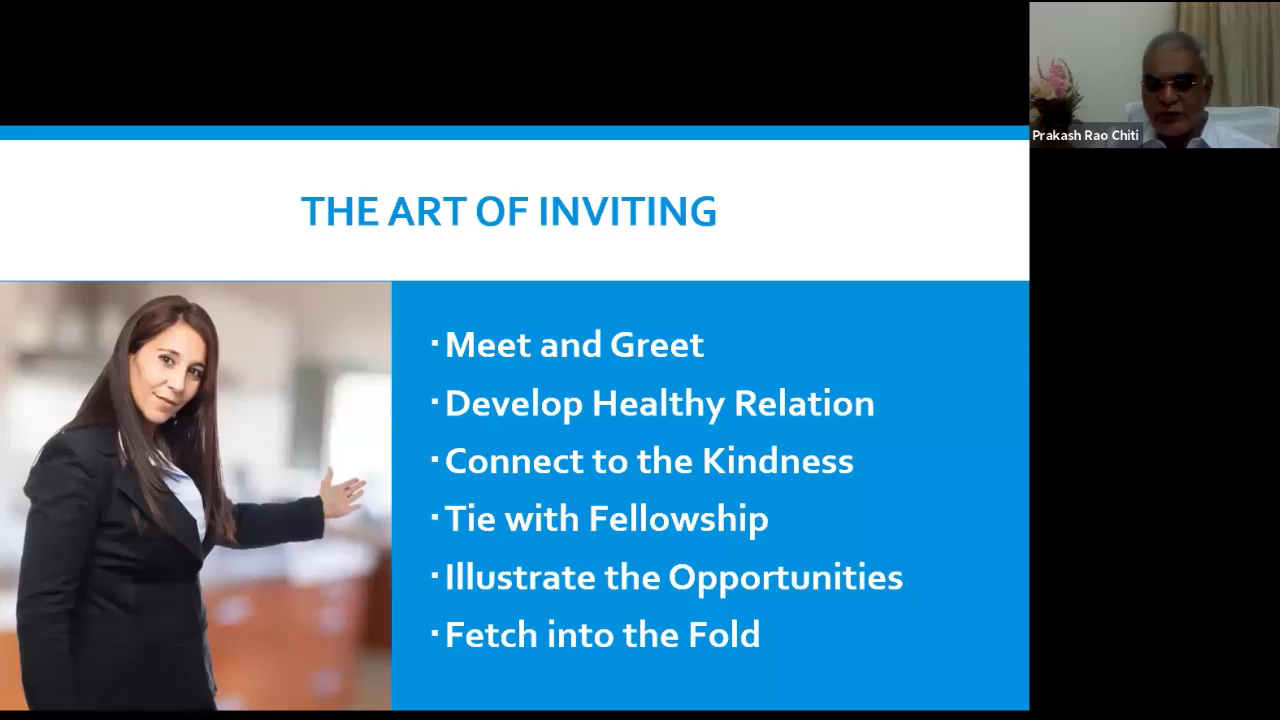 Prakash Rao Chiti
THE ART OF INVITING
▪ Meet and Greet
▪ Develop Healthy Relation
▪ Connect to the Kindness
▪ Tie with Fellowship
▪ Illustrate the Opportunities
▪ Fetch into the Fold